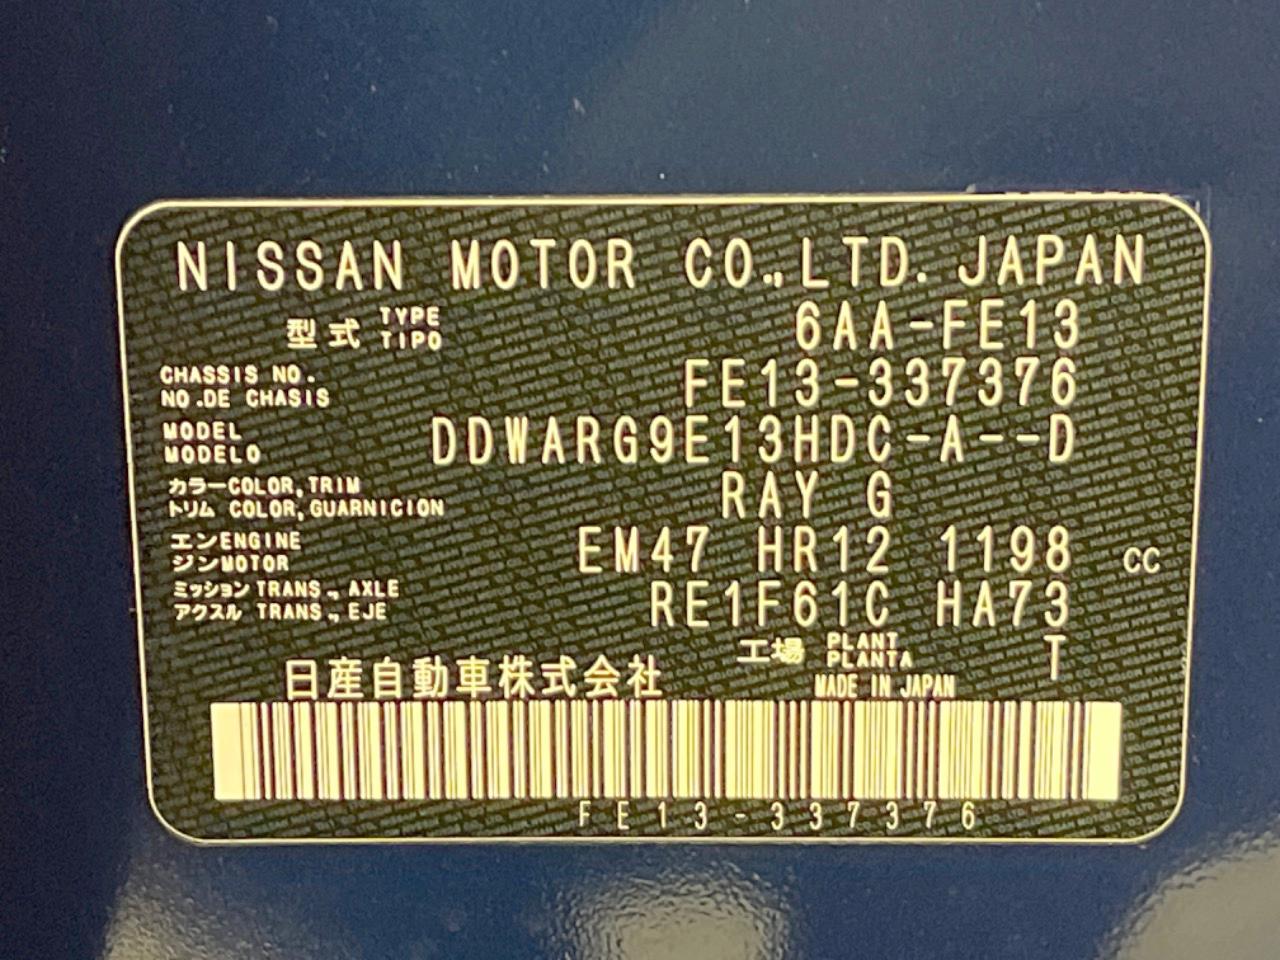 NISSAN MOTOR CO.,LTD. JAPAN
型式 TYPE TIPO 6AA-FE13
CHASSIS NO. NO.DE CHASIS FE13-337376
MODEL MODELO DDWARG9E13HDC-A--D
カラー COLOR,TRIM
トリム COLOR,GUARNICION RAY G
エン ENGINE
ジン MOTOR EM47 HR12 1198 CC
ミッション TRANS., AXLE
アクスル TRANS., EJE RE1F61C HA73
工場 PLANT PLANTA T
日産自動車株式会社 MADE IN JAPAN
FE13-337376